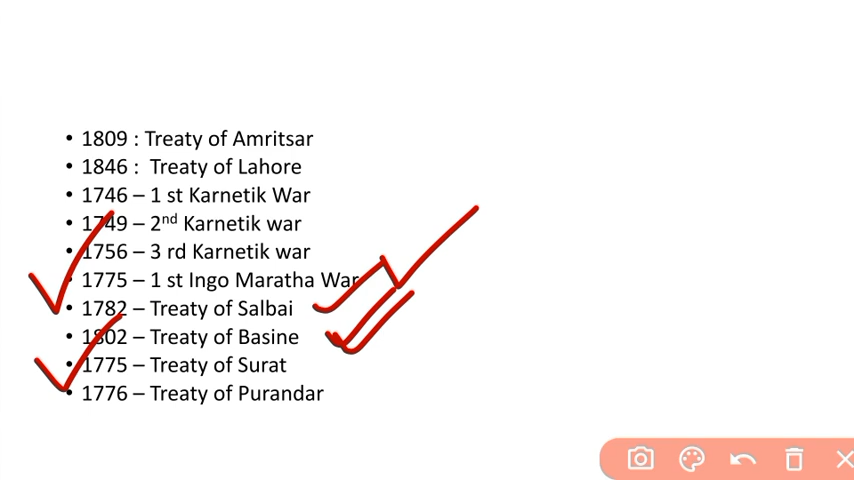 • 1809 : Treaty of Amritsar
• 1846 : Treaty of Lahore
• 1746 – 1 st Karnetik War
• 1749 – 2nd Karnetik war
• 1756 – 3 rd Karnetik war
• 1775 – 1 st Ingo Maratha War
• 1782 – Treaty of Salbai
• 1802 – Treaty of Basine
• 1775 – Treaty of Surat
• 1776 – Treaty of Purandar